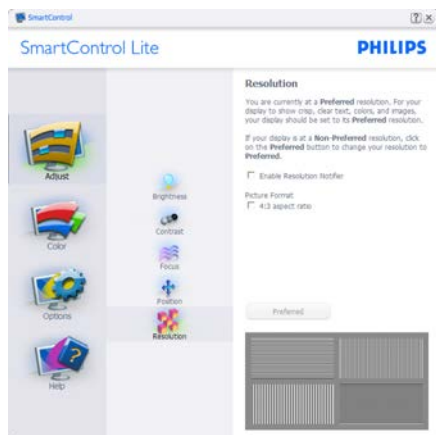 SmartControl
SmartControl Lite
PHILIPS
Adjust
Color
Options
Help
Brightness
Contrast
Focus
Position
Resolution
Resolution
You are currently at a Preferred resolution. For your
display to show crisp, clear text, colors, and images,
your display should be set to its Preferred resolution.
If your display is at a Non-Preferred resolution, click
on the Preferred button to change your resolution to
Preferred.
Enable Resolution Notifier
Picture Format
4:3 aspect ratio
Preferred